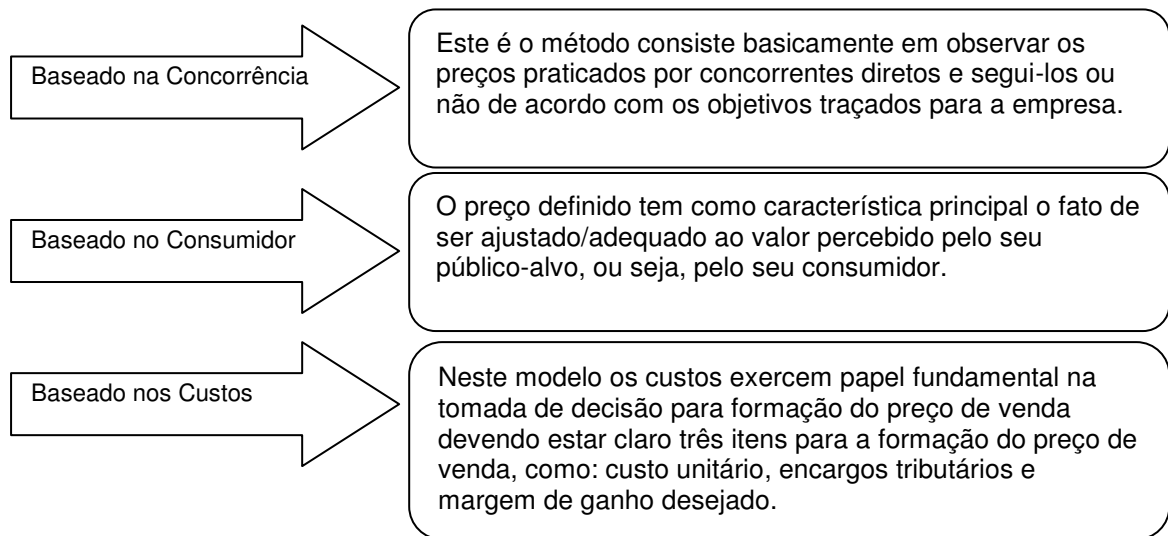 Baseado na Concorrência
Este é o método consiste basicamente em observar os
preços praticados por concorrentes diretos e segui-los ou
não de acordo com os objetivos traçados para a empresa.
Baseado no Consumidor
O preço definido tem como característica principal o fato de
ser ajustado/adequado ao valor percebido pelo seu
público-alvo, ou seja, pelo seu consumidor.
Baseado nos Custos
Neste modelo os custos exercem papel fundamental na
tomada de decisão para formação do preço de venda
devendo estar claro três itens para a formação do preço de
venda, como: custo unitário, encargos tributários e
margem de ganho desejado.